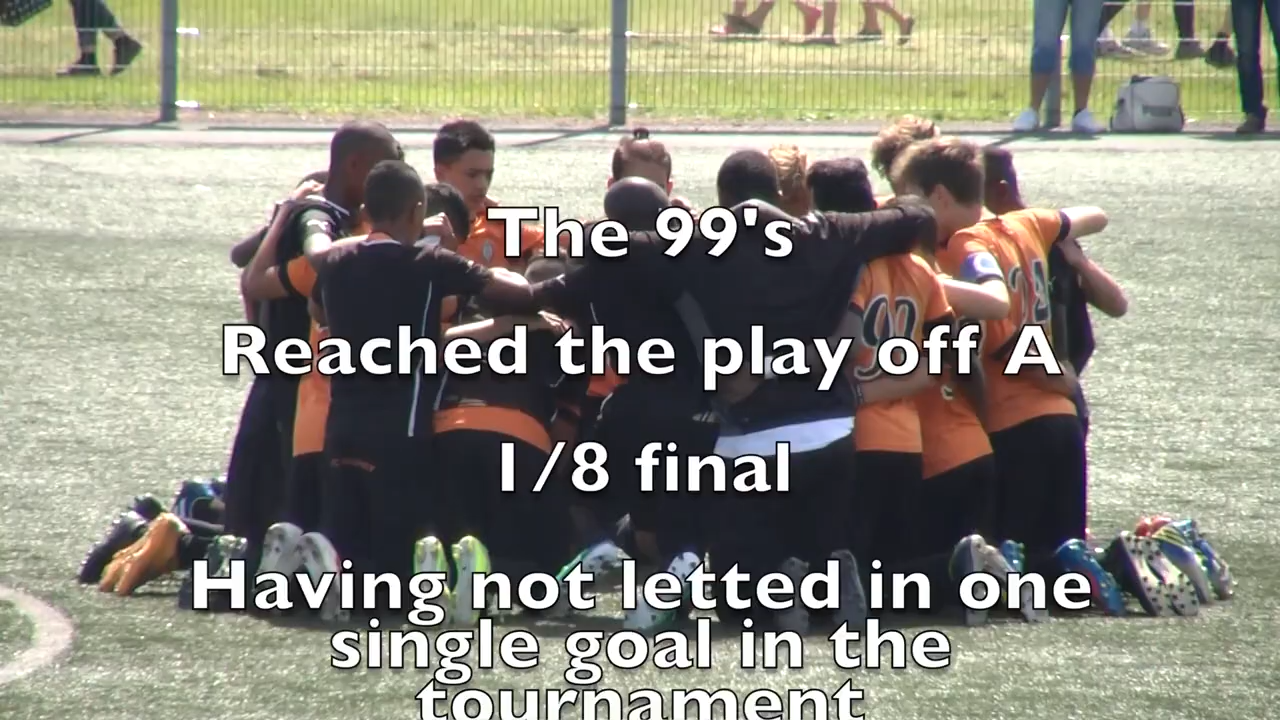 The 99's
Reached the play off A
1/8 final
Having not letted in one
single goal in the
tournament